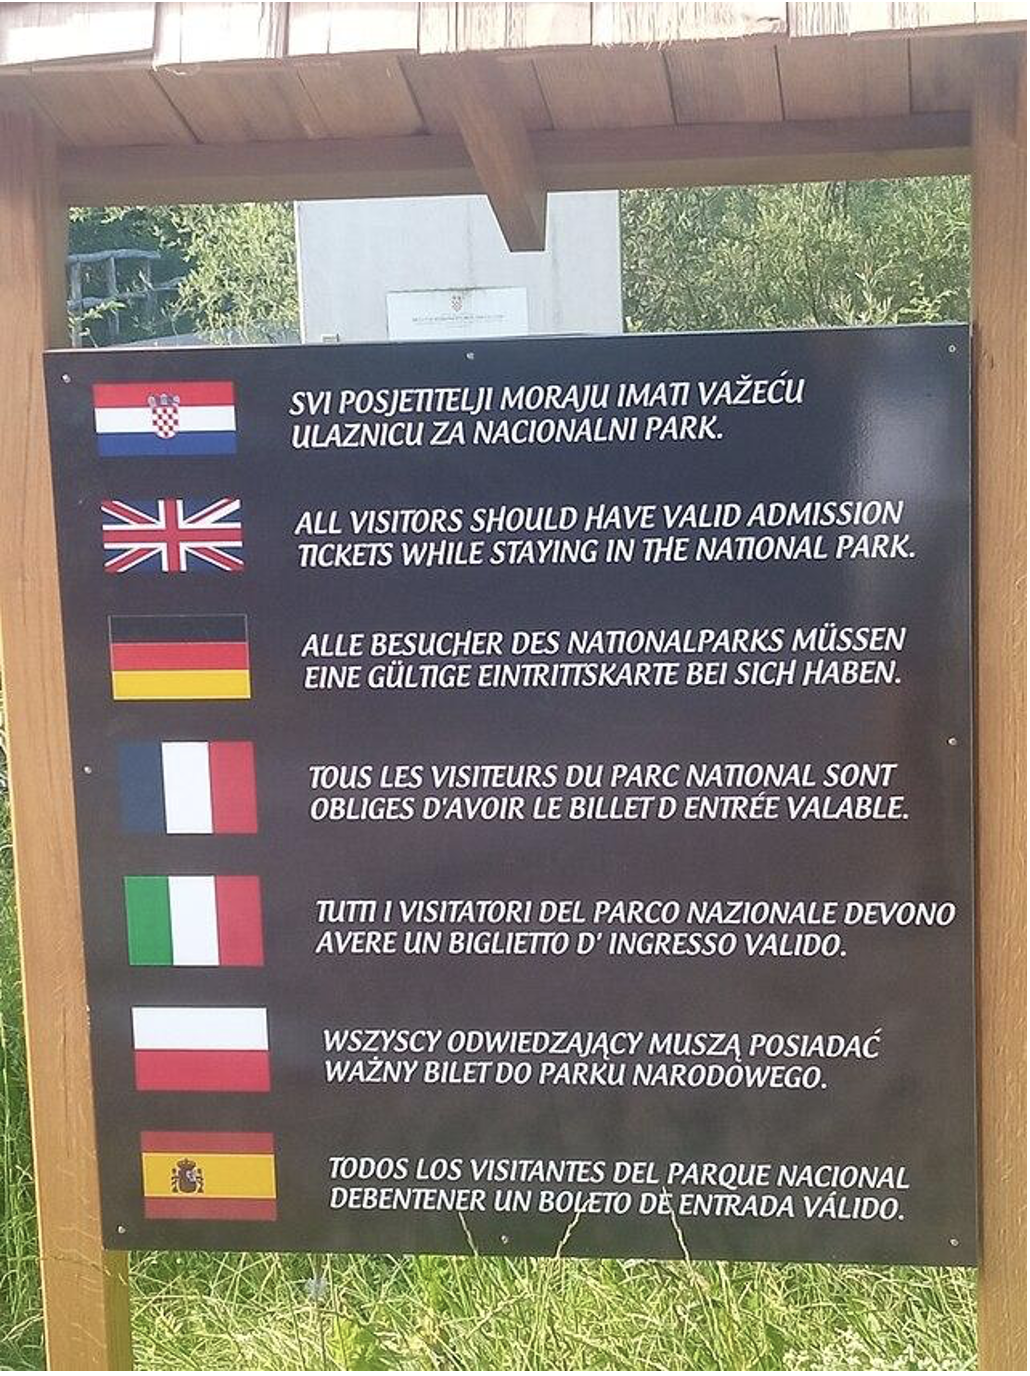 SVI POSJETITELJI MORAJU IMATI VAŽEĆU
ULAZNICU ZA NACIONALNI PARK.
ALL VISITORS SHOULD HAVE VALID ADMISSION
TICKETS WHILE STAYING IN THE NATIONAL PARK.
ALLE BESUCHER DES NATIONALPARKS MÜSSEN
EINE GÜLTIGE EINTRITTSKARTE BEI SICH HABEN.
TOUS LES VISITEURS DU PARC NATIONAL SONT
OBLIGES D'AVOIR LE BILLET D ENTRÉE VALABLE.
TUTTI I VISITATORI DEL PARCO NAZIONALE DEVONO
AVERE UN BIGLIETTO D' INGRESSO VALIDO.
WSZYSCY ODWIEDZAJĄCY MUSZĄ POSIADAĆ
WAŻNY BILET DO PARKU NARODOWEGO.
TODOS LOS VISITANTES DEL PARQUE NACIONAL
DEBENTENER UN BOLETO DE ENTRADA VÁLIDO.